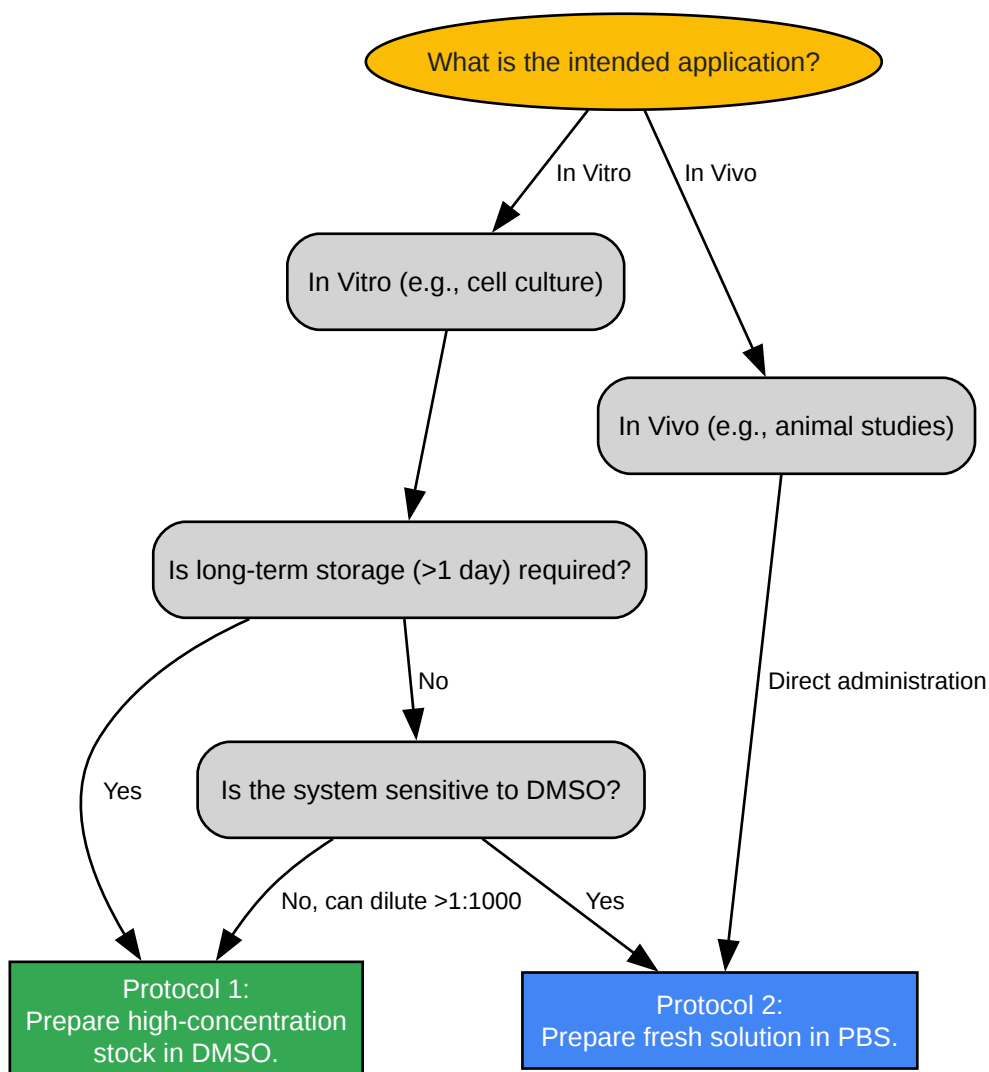 What is the intended application?
In Vitro
In Vivo
In Vitro (e.g., cell culture)
In Vivo (e.g., animal studies)
Is long-term storage (>1 day) required?
No
Direct administration
Yes
Is the system sensitive to DMSO?
No, can dilute >1:1000
Yes
Protocol 1:
Prepare high-concentration
stock in DMSO.
Protocol 2:
Prepare fresh solution in PBS.